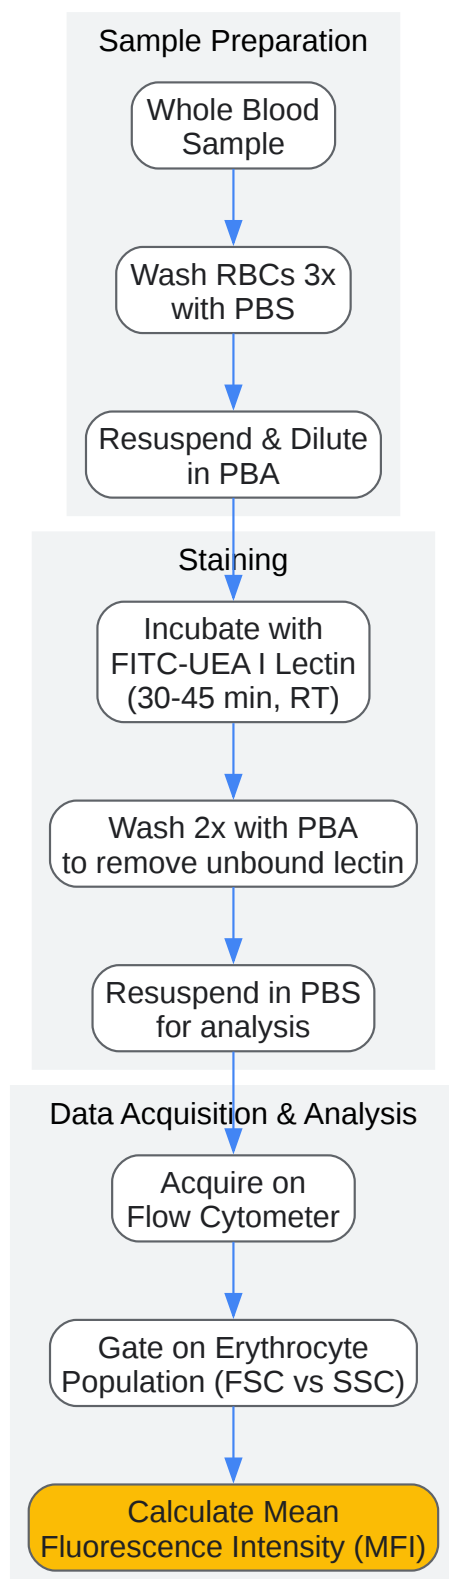 Sample Preparation
Whole Blood
Sample
Wash RBCs 3x
with PBS
Resuspend & Dilute
in PBA
Staining
Incubate with
FITC-UEA I Lectin
(30-45 min, RT)
Wash 2x with PBA
to remove unbound lectin
Resuspend in PBS
for analysis
Data Acquisition & Analysis
Acquire on
Flow Cytometer
Gate on Erythrocyte
Population (FSC vs SSC)
Calculate Mean
Fluorescence Intensity (MFI)